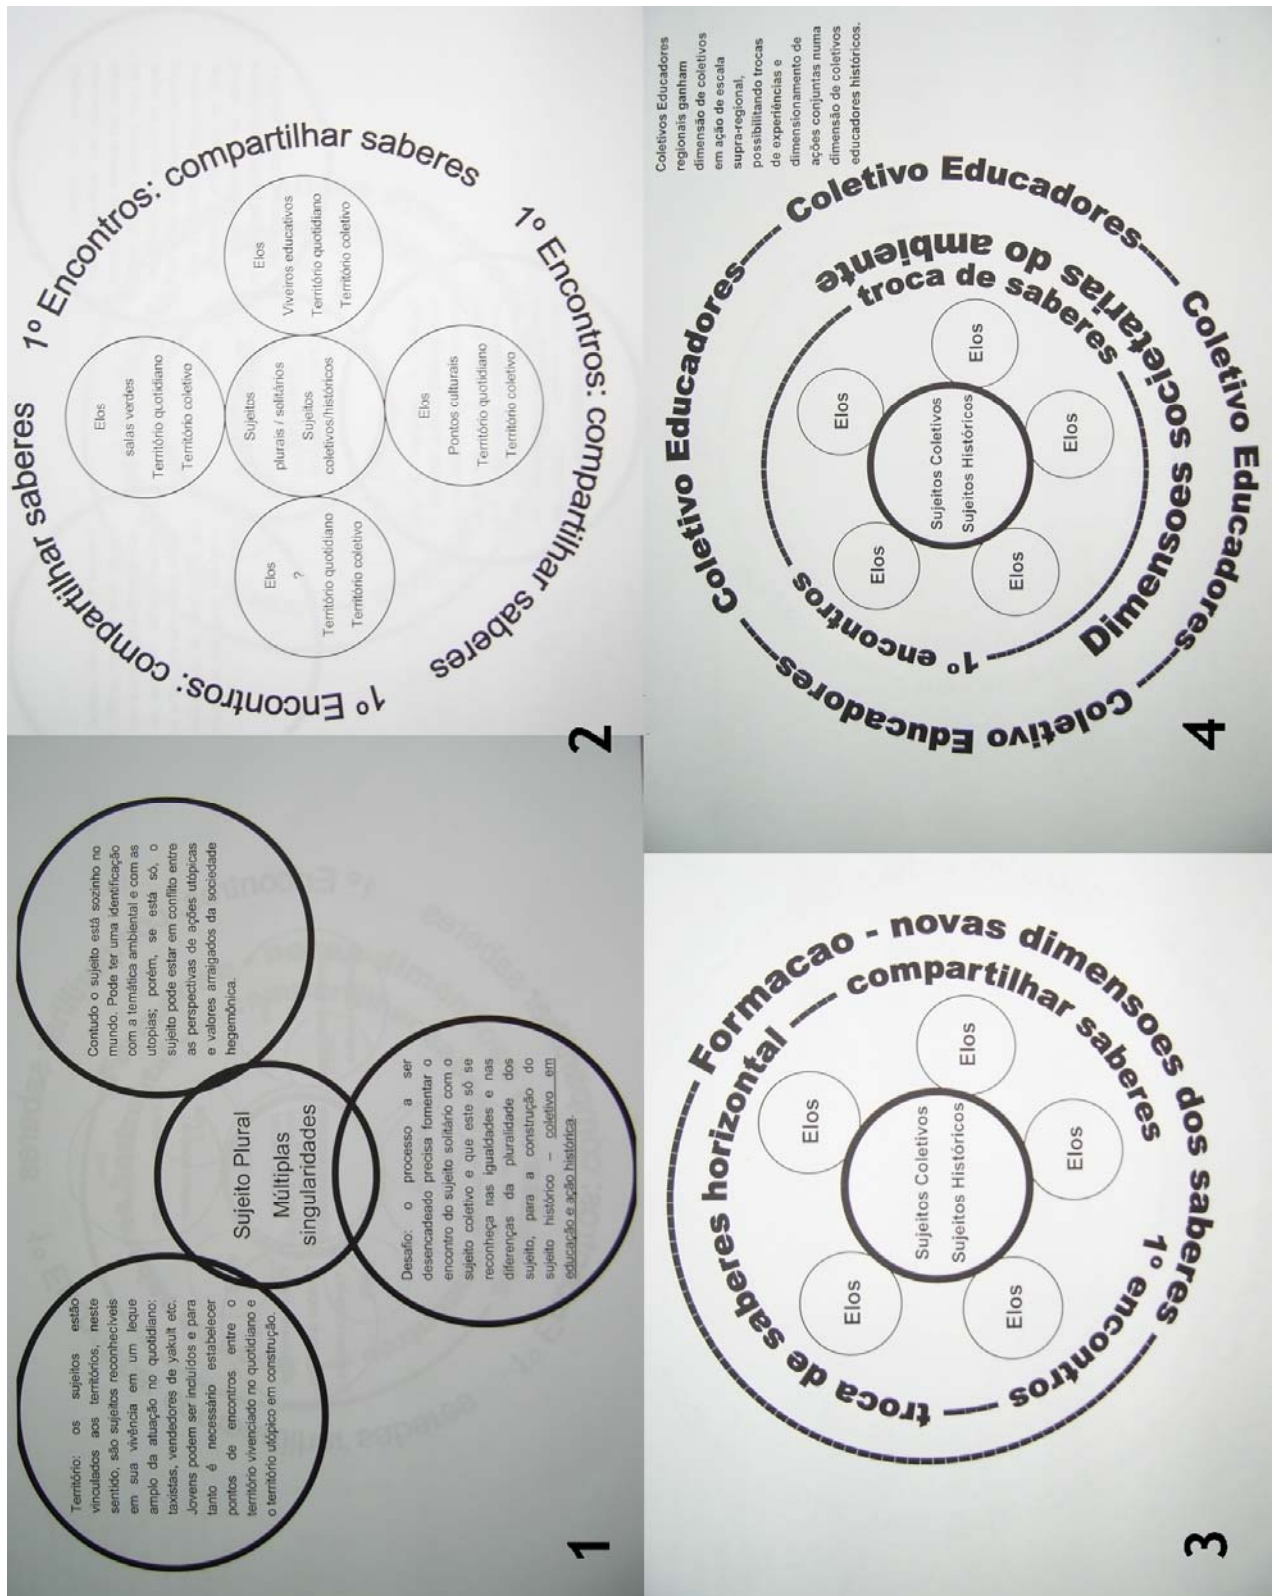 Território: os sujeitos estão
vinculados aos territórios, neste
sentido, são sujeitos reconhecíveis
em sua vivência em um leque
amplo da atuação no quotidiano:
taxistas, vendedores de yakult etc.
Jovens podem ser incluídos e para
tanto é necessário estabelecer
pontos de encontros entre o
território vivenciado no quotidiano e
o território utópico em construção.
Contudo o sujeito está sozinho no
mundo. Pode ter uma identificação
com a temática ambiental e com as
utopias; porém, se está só, o
sujeito pode estar em conflito entre
as perspectivas de ações utópicas
e valores arraigados da sociedade
hegemônica.
Sujeito Plural
Múltiplas
singularidades
Desafio: o processo a ser
desencadeado precisa fomentar o
encontro do sujeito solitário com o
sujeito coletivo e que este só se
reconheça nas igualdades e nas
diferenças da pluralidade dos
sujeito, para a construção do
sujeito histórico – coletivo em
educação e ação histórica.
1
1º Encontros: compartilhar saberes
1º Encontros: compartilhar saberes
1º Encontros: compartilhar saberes
Elos
salas verdes
Território quotidiano
Território coletivo
Elos
?
Território quotidiano
Território coletivo
Sujeitos
plurais / solitários
Sujeitos
coletivos/históricos
Elos
Viveiros educativos
Território quotidiano
Território coletivo
Elos
Pontos culturais
Território quotidiano
Território coletivo
2
Formacao - novas dimensoes dos saberes
1º encontros
troca de saberes horizontal
compartilhar saberes
Elos
Elos
Elos
Elos
Elos
Sujeitos Coletivos
Sujeitos Históricos
3
Coletivos Educadores
regionais ganham
dimensão de coletivos
em ação de escala
supra-regional,
possibilitando trocas
de experiências e
dimensionamento de
ações conjuntas numa
dimensão de coletivos
educadores históricos.
Coletivo Educadores
Coletivo Educadores
Coletivo Educadores
Coletivo Educadores
Dimensoes societarias do ambiente
1º encontros
troca de saberes
Elos
Elos
Elos
Elos
Elos
Sujeitos Coletivos
Sujeitos Históricos
4